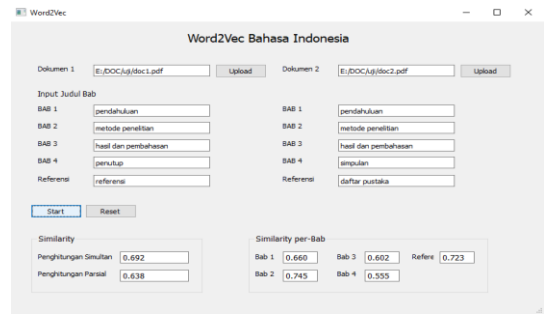 Word2Vec
Word2Vec Bahasa Indonesia
Dokumen 1 E:/DOC/uji/doc1.pdf Upload Dokumen 2 E:/DOC/uji/doc2.pdf Upload
Input Judul Bab
BAB 1 pendahuluan BAB 1 pendahuluan
BAB 2 metode penelitian BAB 2 metode penelitian
BAB 3 hasil dan pembahasan BAB 3 hasil dan pembahasan
BAB 4 penutup BAB 4 simpulan
Referensi referensi Referensi daftar pustaka
Start Reset
Similarity Similarity per-Bab
Penghitungan Simultan 0.692 Bab 1 0.660 Bab 3 0.602 Refere 0.723
Penghitungan Parsial 0.638 Bab 2 0.745 Bab 4 0.555